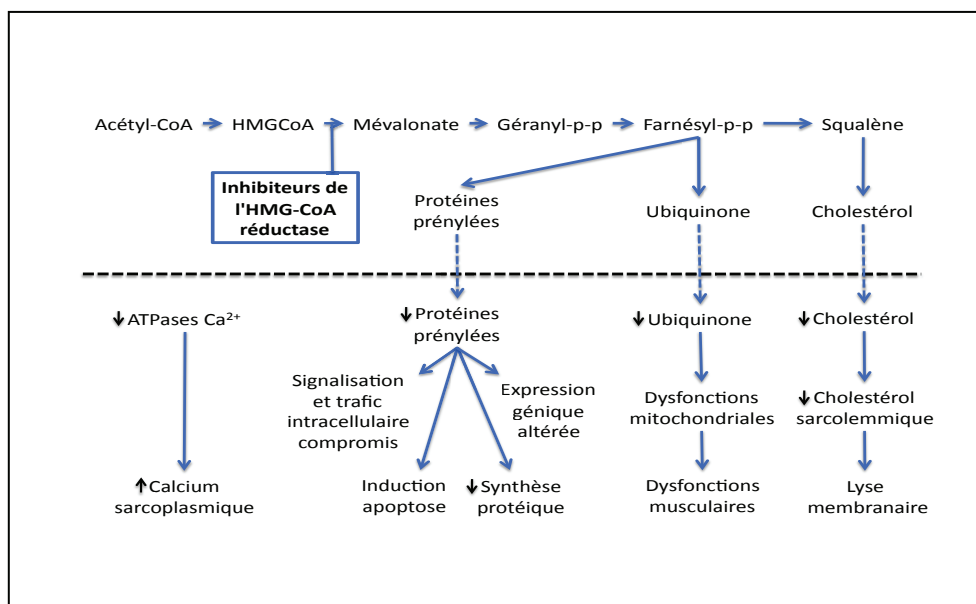 Acétyl-CoA
HMGCoA
Mévalonate
Géranyl-p-p
Farnésyl-p-p
Squalène
Inhibiteurs de
l'HMG-CoA
réductase
Protéines
prénylées
Ubiquinone
Cholestérol
ATPases Ca²⁺
Protéines
prénylées
Ubiquinone
Cholestérol
Signalisation
et trafic
intracellulaire
compromis
Expression
génique
altérée
Dysfonctions
mitochondriales
Cholestérol
sarcolemmique
Calcium
sarcoplasmique
Induction
apoptose
Synthèse
protéique
Dysfonctions
musculaires
Lyse
membranaire